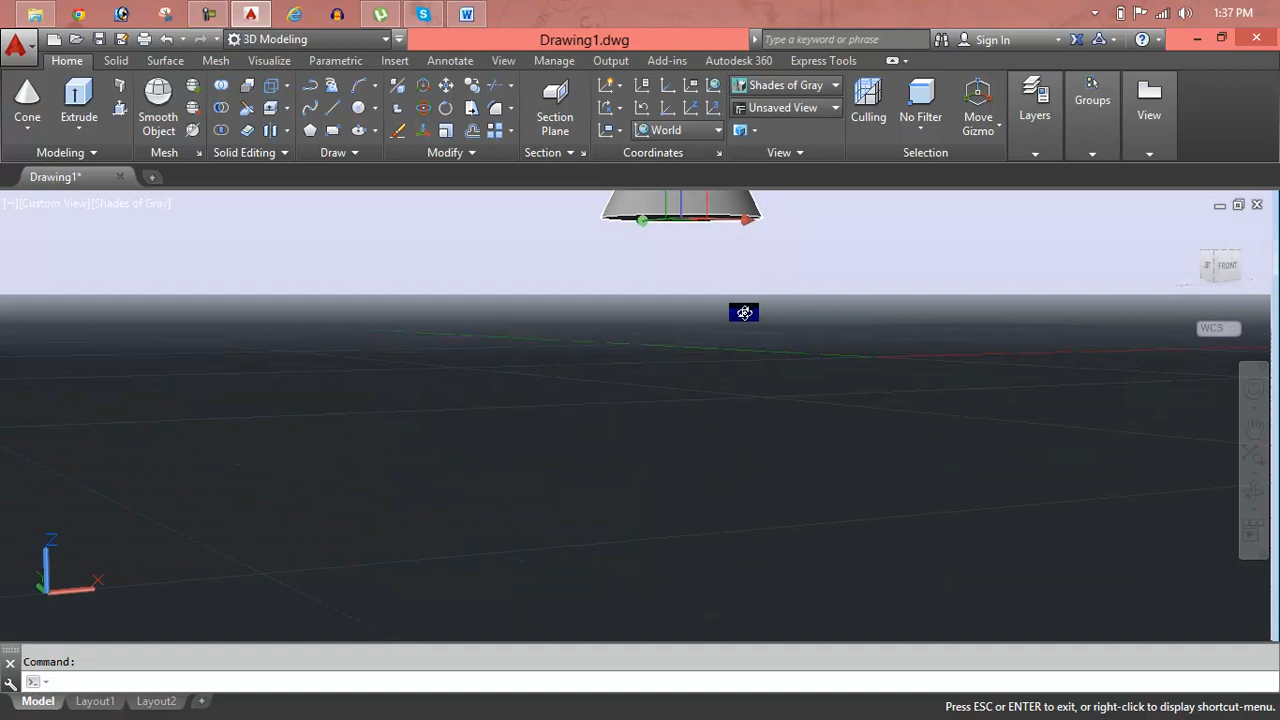 1:37 PM
3D Modeling
Drawing1.dwg
Type a keyword or phrase
Sign In
Home Solid Surface Mesh Visualize Parametric Insert Annotate View Manage Output Add-ins Autodesk 360 Express Tools
Cone
Extrude
Smooth
Object
Section
Plane
Shades of Gray
Unsaved View
World
Culling
No Filter
Move
Gizmo
Layers
Groups
View
Modeling
Mesh
Solid Editing
Draw
Modify
Section
Coordinates
View
Selection
Drawing1*
[−][Custom View][Shades of Gray]
FRONT
WCS
Z
X
Command:
Model Layout1 Layout2
Press ESC or ENTER to exit, or right-click to display shortcut-menu.